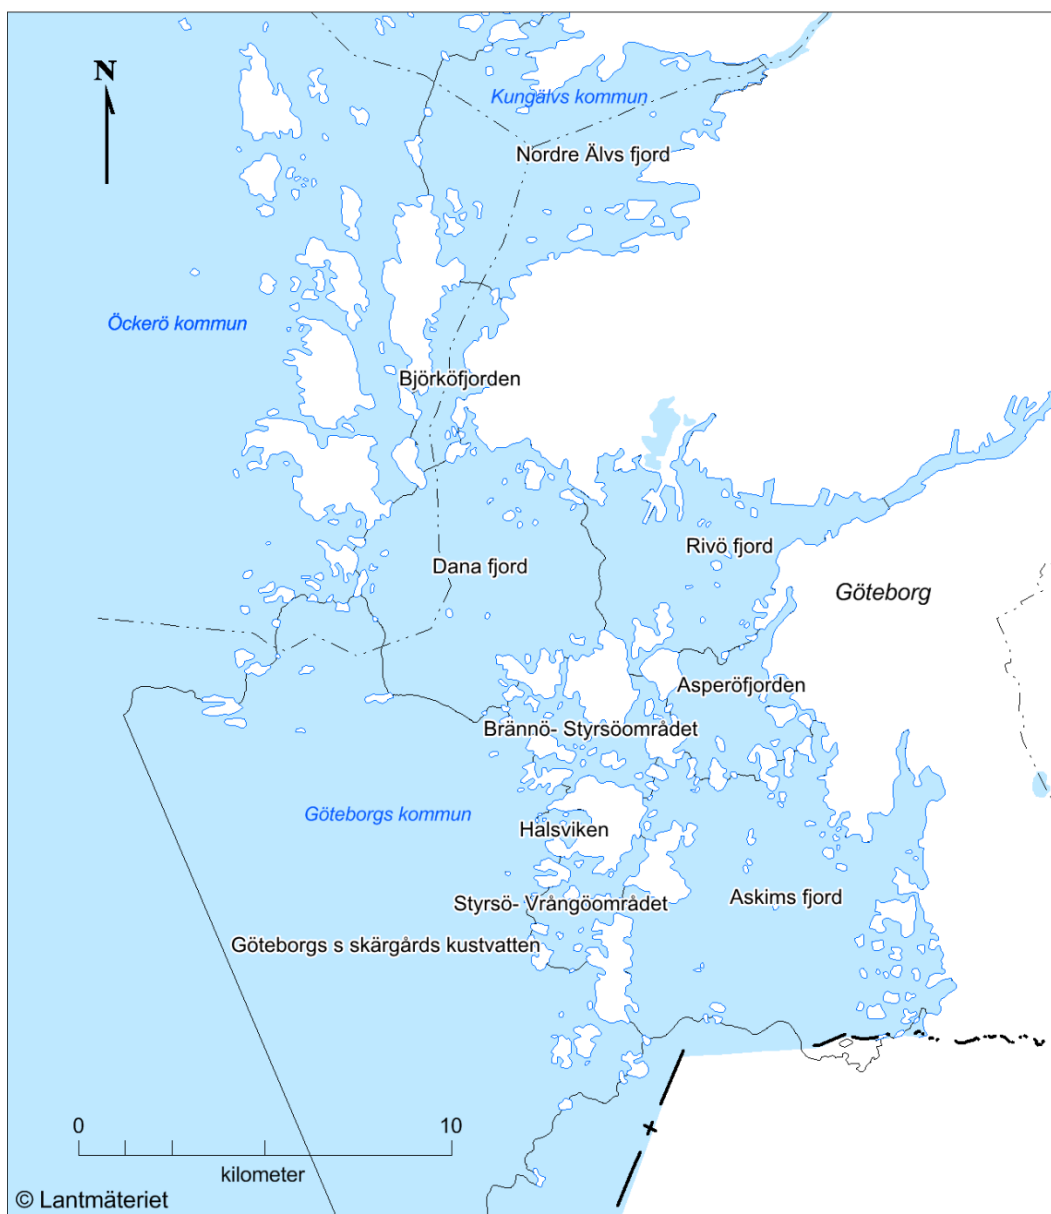 N
Kungälvs kommun
Nordre Älvs fjord
Öckerö kommun
Björköfjorden
Rivö fjord
Dana fjord
Göteborg
Asperöfjorden
Brännö- Styrsöområdet
Göteborgs kommun
Halsviken
Askims fjord
Styrsö- Vrångöområdet
Göteborgs s skärgårds kustvatten
0 10
kilometer
© Lantmäteriet